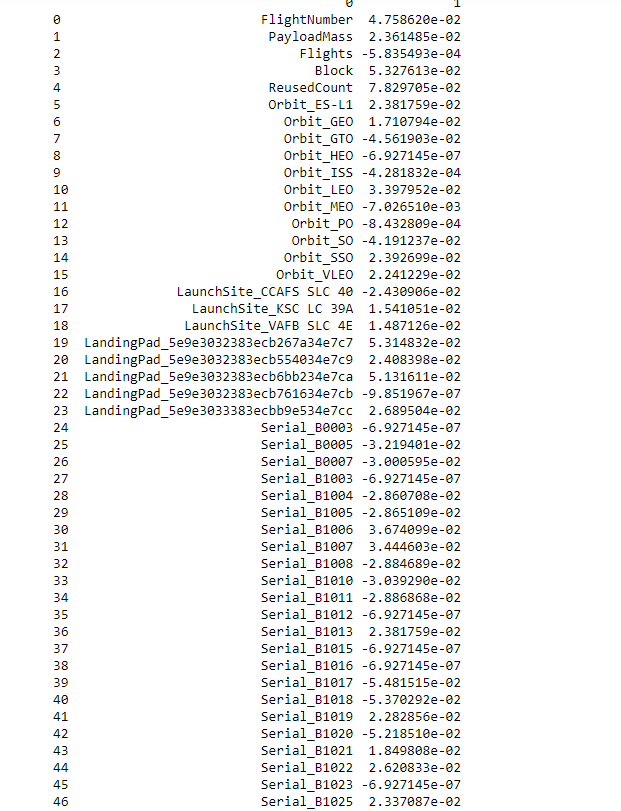 0 1
0 FlightNumber 4.758620e-02
1 PayloadMass 2.361485e-02
2 Flights -5.835493e-04
3 Block 5.327613e-02
4 ReusedCount 7.829705e-02
5 Orbit_ES-L1 2.381759e-02
6 Orbit_GEO 1.710794e-02
7 Orbit_GTO -4.561903e-02
8 Orbit_HEO -6.927145e-07
9 Orbit_ISS -4.281832e-04
10 Orbit_LEO 3.397952e-02
11 Orbit_MEO -7.026510e-03
12 Orbit_PO -8.432809e-04
13 Orbit_SO -4.191237e-02
14 Orbit_SSO 2.392699e-02
15 Orbit_VLEO 2.241229e-02
16 LaunchSite_CCAFS SLC 40 -2.430906e-02
17 LaunchSite_KSC LC 39A 1.541051e-02
18 LaunchSite_VAFB SLC 4E 1.487126e-02
19 LandingPad_5e9e3032383ecb267a34e7c7 5.314832e-02
20 LandingPad_5e9e3032383ecb554034e7c9 2.408398e-02
21 LandingPad_5e9e3032383ecb6bb234e7ca 5.131611e-02
22 LandingPad_5e9e3032383ecb761634e7cb -9.851967e-07
23 LandingPad_5e9e3033383ecbb9e534e7cc 2.689504e-02
24 Serial_B0003 -6.927145e-07
25 Serial_B0005 -3.219401e-02
26 Serial_B0007 -3.000595e-02
27 Serial_B1003 -6.927145e-07
28 Serial_B1004 -2.860708e-02
29 Serial_B1005 -2.865109e-02
30 Serial_B1006 3.674099e-02
31 Serial_B1007 3.444603e-02
32 Serial_B1008 -2.884689e-02
33 Serial_B1010 -3.039290e-02
34 Serial_B1011 -2.886868e-02
35 Serial_B1012 -6.927145e-07
36 Serial_B1013 2.381759e-02
37 Serial_B1015 -6.927145e-07
38 Serial_B1016 -6.927145e-07
39 Serial_B1017 -5.481515e-02
40 Serial_B1018 -5.370292e-02
41 Serial_B1019 2.282856e-02
42 Serial_B1020 -5.218510e-02
43 Serial_B1021 1.849808e-02
44 Serial_B1022 2.620833e-02
45 Serial_B1023 -6.927145e-07
46 Serial_B1025 2.337087e-02